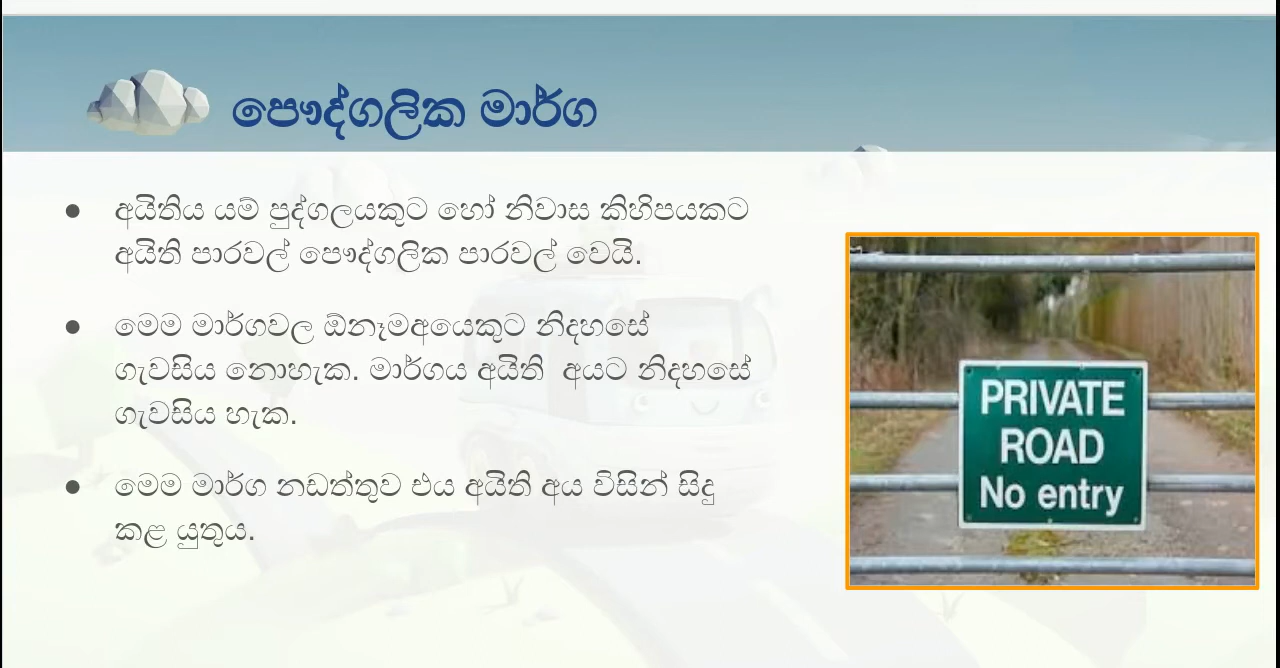 පෞද්ගලික මාර්ග
● අයිතිය යම් පුද්ගලයකුට හෝ නිවාස කිහිපයකට
අයිති පාරවල් පෞද්ගලික පාරවල් වෙයි.
● මෙම මාර්ගවල ඕනෑමඅයෙකුට නිදහසේ
ගැවසිය නොහැක. මාර්ගය අයිති  අයට නිදහසේ
ගැවසිය හැක.
● මෙම මාර්ග නඩත්තුව එය අයිති අය විසින් සිදු
කළ යුතුය.
PRIVATE
ROAD
No entry